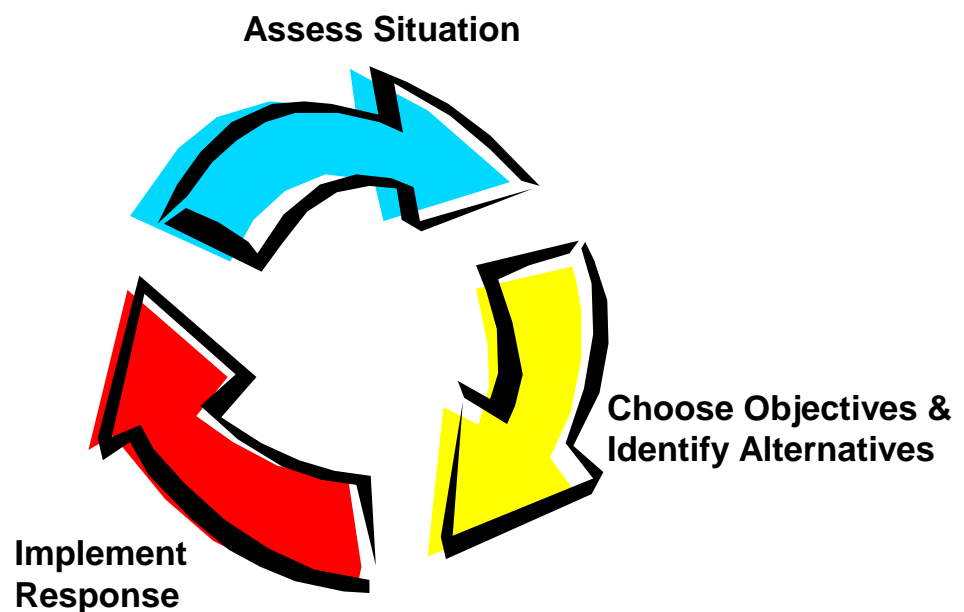 Assess Situation
Choose Objectives &
Identify Alternatives
Implement
Response